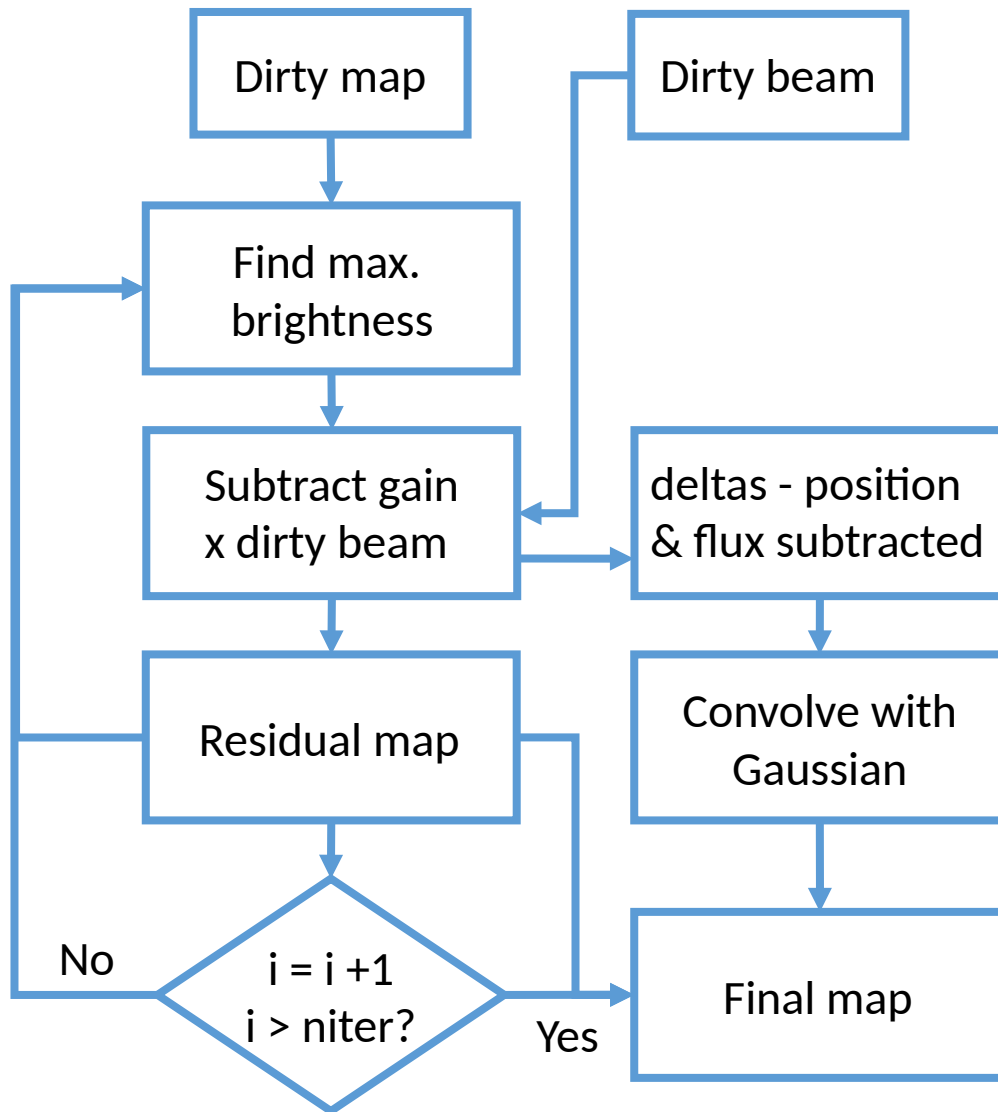 Dirty map
Dirty beam
Find max.
brightness
Subtract gain
x dirty beam
deltas - position
& flux subtracted
Residual map
Convolve with
Gaussian
No
i = i +1
i > niter?
Yes
Final map